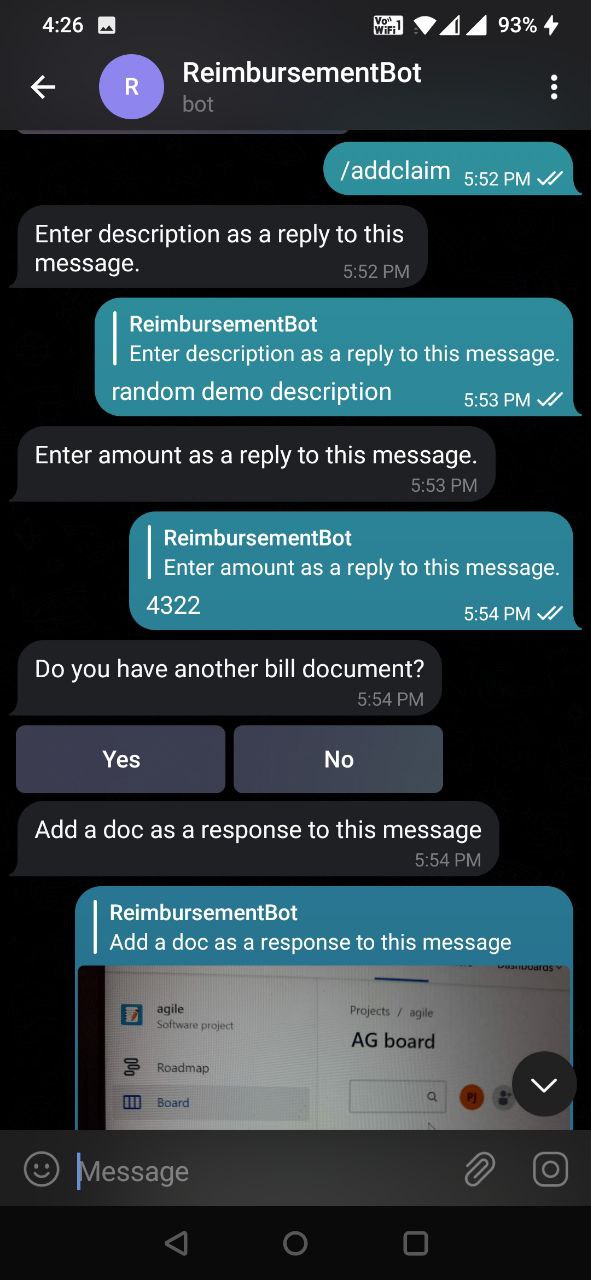 4:26
Vo 1
WiFi
93%
R
ReimbursementBot
bot
/addclaim 5:52 PM
Enter description as a reply to this
message. 5:52 PM
ReimbursementBot
Enter description as a reply to this message.
random demo description 5:53 PM
Enter amount as a reply to this message.
5:53 PM
ReimbursementBot
Enter amount as a reply to this message.
4322 5:54 PM
Do you have another bill document?
5:54 PM
Yes No
Add a doc as a response to this message
5:54 PM
ReimbursementBot
Add a doc as a response to this message
Dashboards
agile
Software project
Projects / agile
AG board
Roadmap
Board
PJ
Message